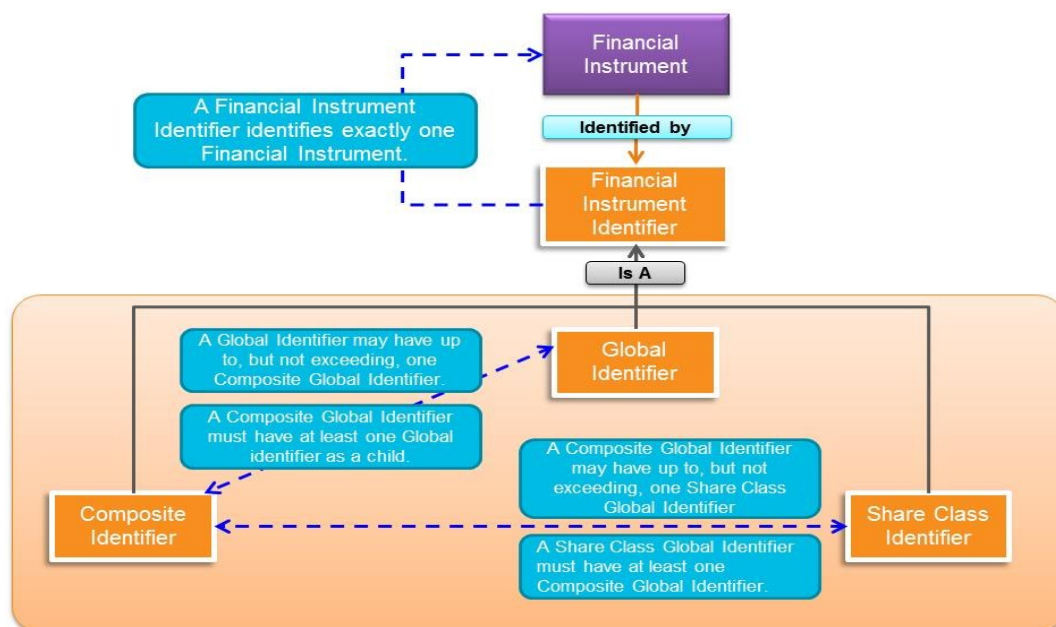 Financial
Instrument
A Financial Instrument
Identifier identifies exactly one
Financial Instrument.
Identified by
Financial
Instrument
Identifier
Is A
A Global Identifier may have up
to, but not exceeding, one
Composite Global Identifier.
Global
Identifier
A Composite Global Identifier
must have at least one Global
identifier as a child.
A Composite Global Identifier
may have up to, but not
exceeding, one Share Class
Global Identifier
Composite
Identifier
Share Class
Identifier
A Share Class Global Identifier
must have at least one
Composite Global Identifier.